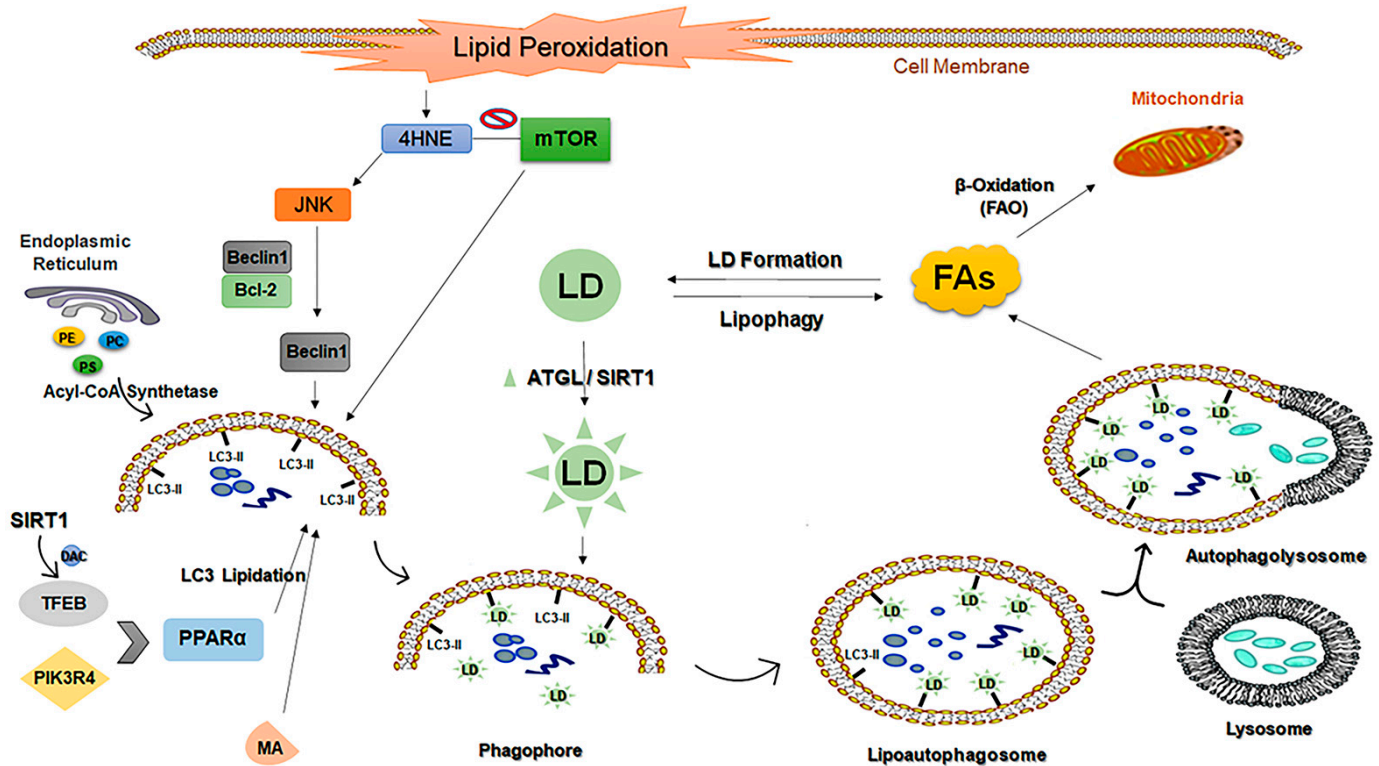 Lipid Peroxidation
Cell Membrane
Mitochondria
4HNE
mTOR
JNK
β-Oxidation
(FAO)
Endoplasmic
Reticulum
Beclin1
Bcl-2
LD
LD Formation
FAs
Lipophagy
PE
PC
PS
Beclin1
Acyl-CoA Synthetase
ATGL / SIRT1
LC3-II
LC3-II
LC3-II
LC3-II
LD
LD
LD
LD
LD
LD
LD
SIRT1
DAC
TFEB
LC3 Lipidation
PPARα
PIK3R4
MA
LC3-II
LC3-II
LD
LD
LD
LD
Phagophore
LD
LD
LD
LD
LD
LD
LC3-II
Lipoautophagosome
Autophagolysosome
Lysosome